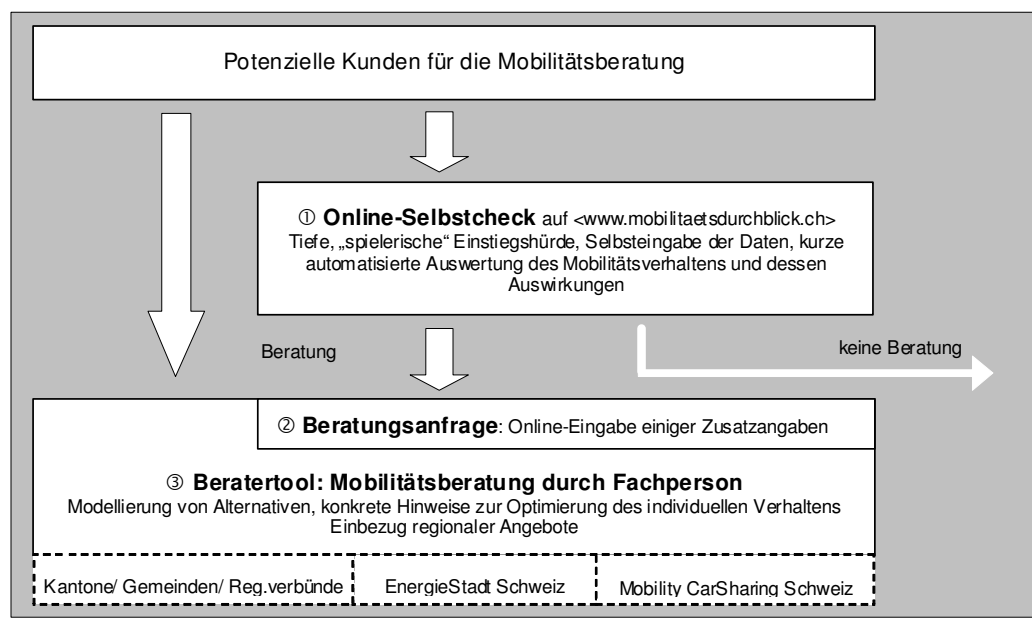 Potenzielle Kunden für die Mobilitätsberatung
① Online-Selbstcheck auf <www.mobilitaetsdurchblick.ch>
Tiefe, „spielerische“ Einstiegshürde, Selbsteingabe der Daten, kurze
automatisierte Auswertung des Mobilitätsverhaltens und dessen
Auswirkungen
Beratung
keine Beratung
② Beratungsanfrage: Online-Eingabe einiger Zusatzangaben
③ Beratertool: Mobilitätsberatung durch Fachperson
Modellierung von Alternativen, konkrete Hinweise zur Optimierung des individuellen Verhaltens
Einbezug regionaler Angebote
Kantone/ Gemeinden/ Reg.verbünde
EnergieStadt Schweiz
Mobility CarSharing Schweiz